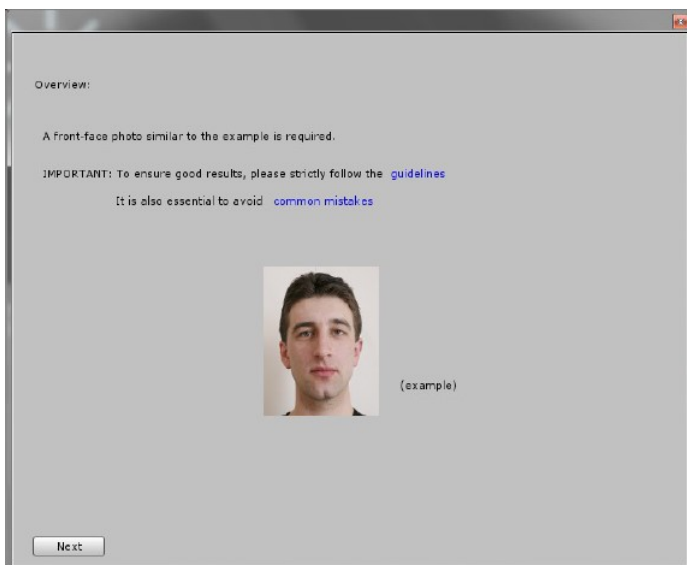 Overview:
A front-face photo similar to the example is required.
IMPORTANT: To ensure good results, please strictly follow the guidelines
It is also essential to avoid common mistakes
(example)
Next